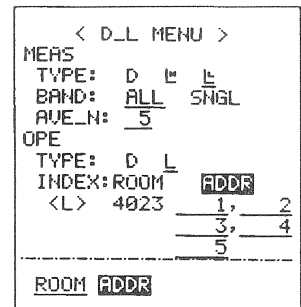 < D_L MENU >
MEAS
TYPE: D L" L
BAND: ALL SNGL
AVE_N: 5
OPE
TYPE: D L
INDEX:ROOM ADDR
<L> 4023 1, 2
3, 4
5
ROOM ADDR